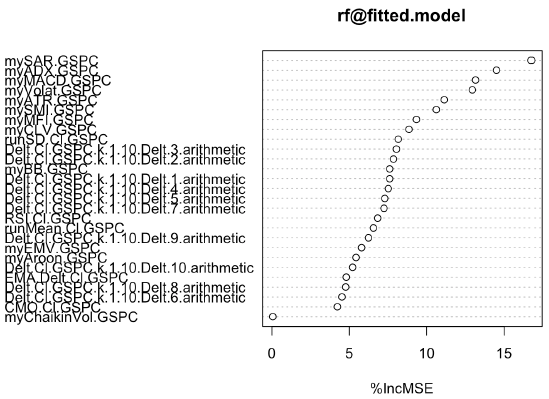 rf@fitted.model
mySAR.GSPC
myADX.GSPC
myMACD.GSPC
myVolat.GSPC
myATR.GSPC
mySMI.GSPC
myMFI.GSPC
myCLV.GSPC
runSD.Cl.GSPC
Delt.Cl.GSPC.k.1.10.Delt.3.arithmetic
Delt.Cl.GSPC.k.1.10.Delt.2.arithmetic
myBB.GSPC
Delt.Cl.GSPC.k.1.10.Delt.1.arithmetic
Delt.Cl.GSPC.k.1.10.Delt.4.arithmetic
Delt.Cl.GSPC.k.1.10.Delt.5.arithmetic
Delt.Cl.GSPC.k.1.10.Delt.7.arithmetic
RSI.Cl.GSPC
runMean.Cl.GSPC
Delt.Cl.GSPC.k.1.10.Delt.9.arithmetic
myEMV.GSPC
myAroon.GSPC
Delt.Cl.GSPC.k.1.10.Delt.10.arithmetic
EMA.Delt.Cl.GSPC
Delt.Cl.GSPC.k.1.10.Delt.8.arithmetic
Delt.Cl.GSPC.k.1.10.Delt.6.arithmetic
CMO.Cl.GSPC
myChaikinVol.GSPC
0 5 10 15
%IncMSE